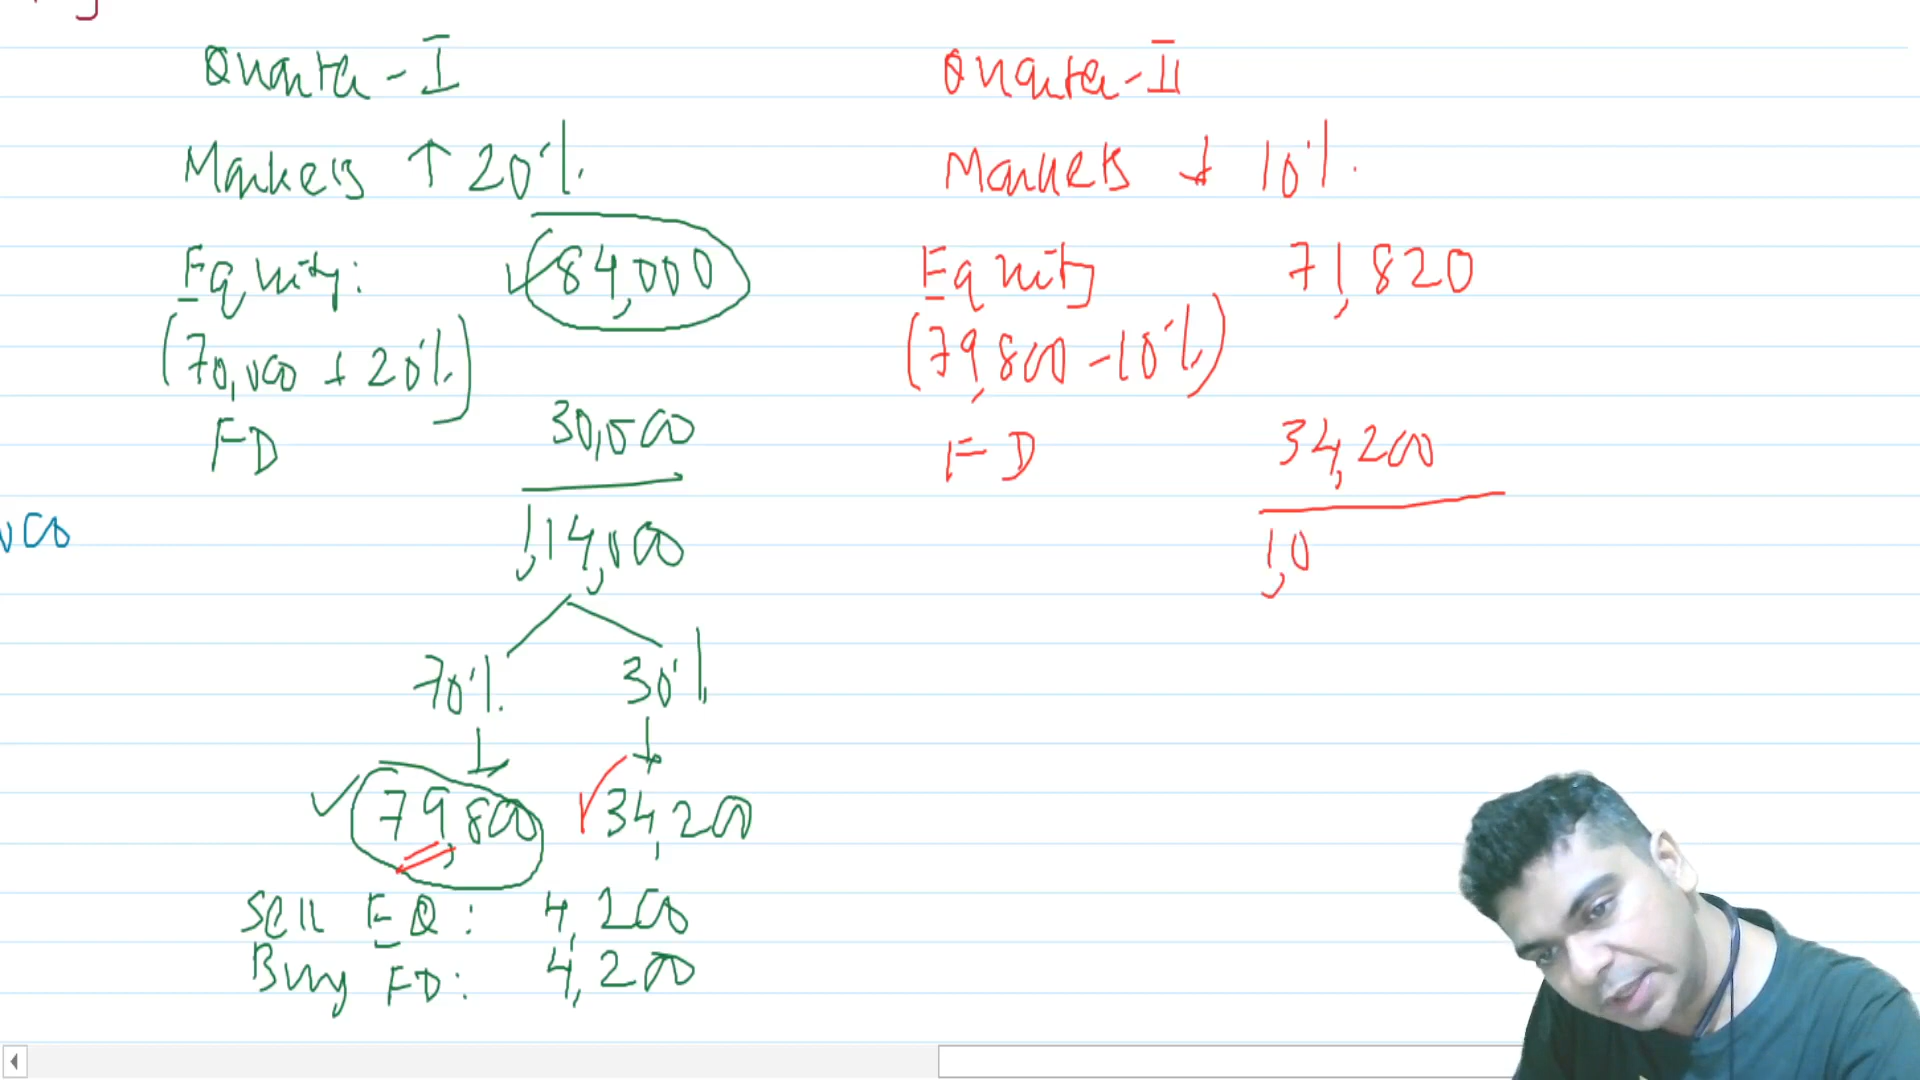 Quarter-I
Markets ↑ 20%.
Equity: 84,000
(70,000 + 20%)
FD 30,000
1,14,000
70%. 30%
79,800 34,200
Sell EQ: 4,200
Buy FD: 4,200
Quarter-II
Markets ↓ 10%.
Equity 71,820
(79,800 - 10%)
FD 34,200
1,0